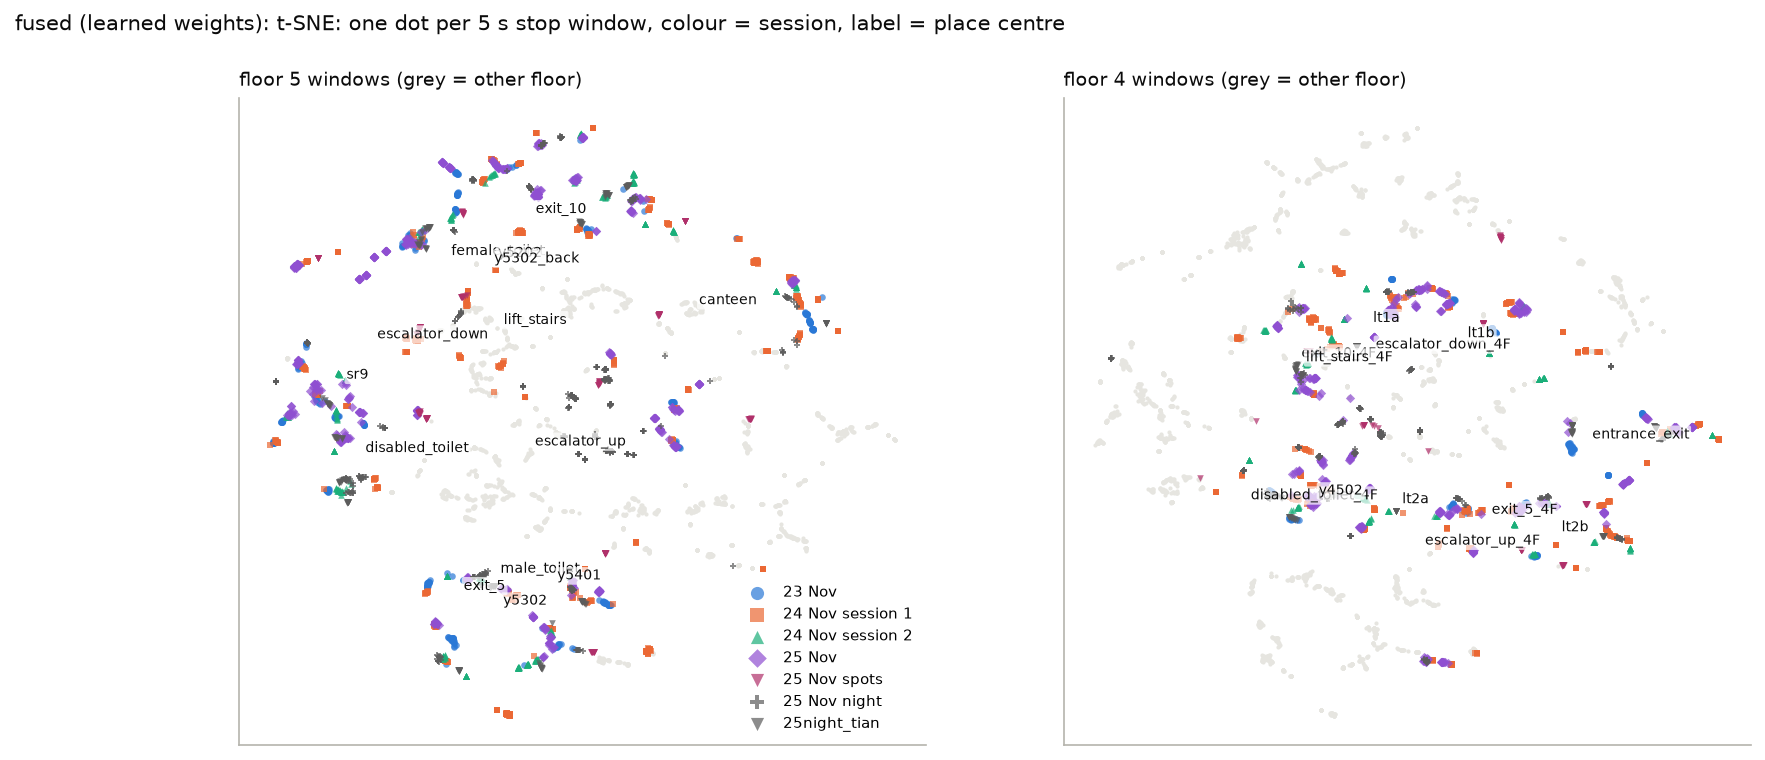 fused (learned weights): t-SNE: one dot per 5 s stop window, colour = session, label = place centre
floor 5 windows (grey = other floor)
exit_10
y5302_back
canteen
lift_stairs
escalator_down
sr9
escalator_up
disabled_toilet
male_toilet
y5401
exit_5
y5302
23 Nov
24 Nov session 1
24 Nov session 2
25 Nov
25 Nov spots
25 Nov night
25night_tian
floor 4 windows (grey = other floor)
lt1a
lt1b
escalator_down_4F
lift_stairs_4F
entrance_exit
y4502
lt2a
exit_5_4F
lt2b
escalator_up_4F